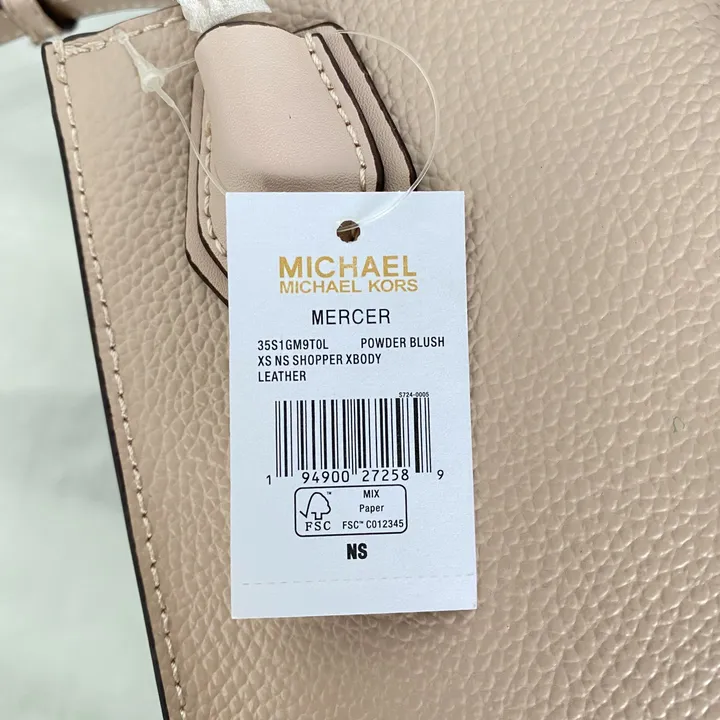 MICHAEL
MICHAEL KORS
MERCER
35S1GM9T0L POWDER BLUSH
XS NS SHOPPER XBODY
LEATHER
S724-0005
1 94900 27258 9
FSC
MIX
Paper
FSC™ C012345
NS